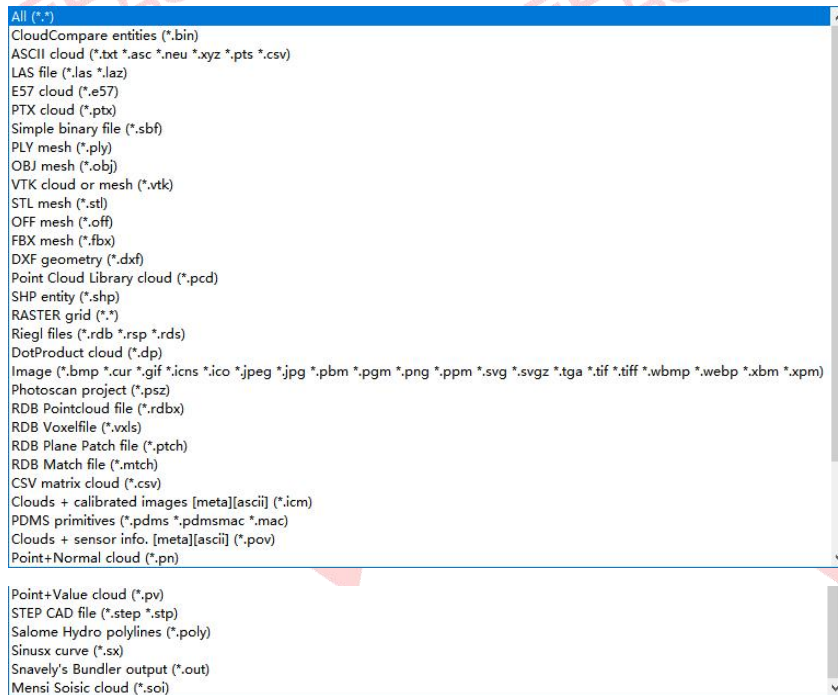 All (*.*)
CloudCompare entities (*.bin)
ASCII cloud (*.txt *.asc *.neu *.xyz *.pts *.csv)
LAS file (*.las *.laz)
E57 cloud (*.e57)
PTX cloud (*.ptx)
Simple binary file (*.sbf)
PLY mesh (*.ply)
OBJ mesh (*.obj)
VTK cloud or mesh (*.vtk)
STL mesh (*.stl)
OFF mesh (*.off)
FBX mesh (*.fbx)
DXF geometry (*.dxf)
Point Cloud Library cloud (*.pcd)
SHP entity (*.shp)
RASTER grid (*.*)
Riegl files (*.rdb *.rsp *.rds)
DotProduct cloud (*.dp)
Image (*.bmp *.cur *.gif *.icns *.ico *.jpeg *.jpg *.pbm *.pgm *.png *.ppm *.svg *.svgz *.tga *.tif *.tiff *.wbmp *.webp *.xbm *.xpm)
Photoscan project (*.psz)
RDB Pointcloud file (*.rdbx)
RDB Voxelfile (*.vxls)
RDB Plane Patch file (*.ptch)
RDB Match file (*.mtch)
CSV matrix cloud (*.csv)
Clouds + calibrated images [meta][ascii] (*.icm)
PDMS primitives (*.pdms *.pdmsmac *.mac)
Clouds + sensor info. [meta][ascii] (*.pov)
Point+Normal cloud (*.pn)
Point+Value cloud (*.pv)
STEP CAD file (*.step *.stp)
Salome Hydro polylines (*.poly)
Sinusx curve (*.sx)
Snavely's Bundler output (*.out)
Mensi Soisic cloud (*.soi)